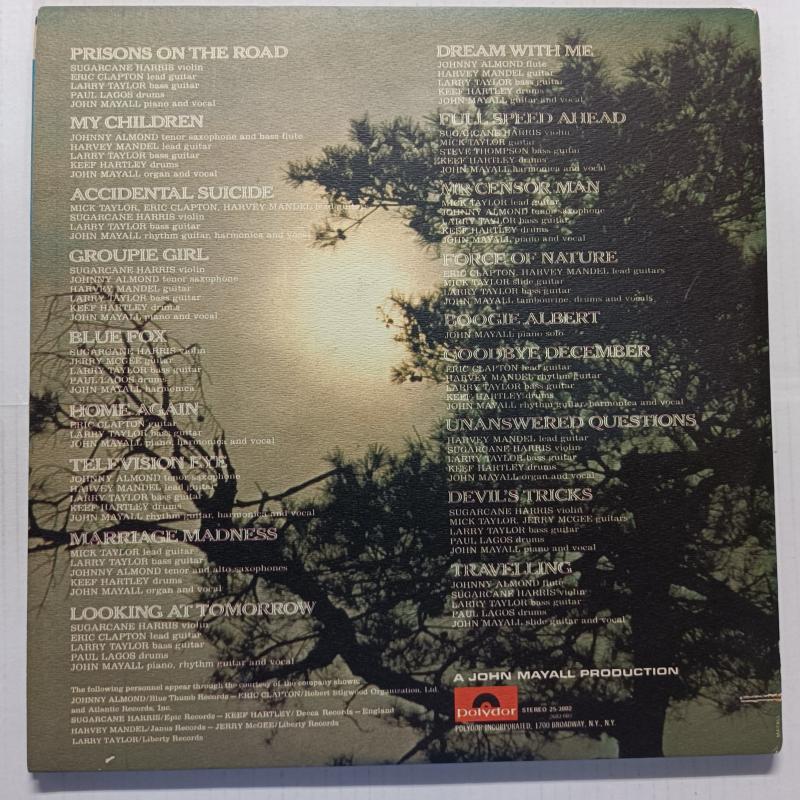 PRISONS ON THE ROAD
SUGARCANE HARRIS violin
ERIC CLAPTON lead guitar
LARRY TAYLOR bass guitar
PAUL LAGOS drums
JOHN MAYALL piano and vocal
MY CHILDREN
JOHNNY ALMOND tenor saxophone and bass flute
HARVEY MANDEL lead guitar
LARRY TAYLOR bass guitar
KEEF HARTLEY drums
JOHN MAYALL organ and vocal
ACCIDENTAL SUICIDE
MICK TAYLOR, ERIC CLAPTON, HARVEY MANDEL lead guitars
SUGARCANE HARRIS violin
LARRY TAYLOR bass guitar
JOHN MAYALL rhythm guitar, harmonica and vocal
GROUPIE GIRL
SUGARCANE HARRIS violin
JOHNNY ALMOND tenor saxophone
HARVEY MANDEL guitar
LARRY TAYLOR bass guitar
KEEF HARTLEY drums
JOHN MAYALL piano and vocal
BLUE FOX
SUGARCANE HARRIS violin
JERRY MCGEE guitar
LARRY TAYLOR bass guitar
PAUL LAGOS drums
JOHN MAYALL harmonica
HOME AGAIN
ERIC CLAPTON guitar
LARRY TAYLOR bass guitar
JOHN MAYALL piano, harmonica and vocal
TELEVISION EYE
JOHNNY ALMOND tenor saxophone
HARVEY MANDEL lead guitar
LARRY TAYLOR bass guitar
KEEF HARTLEY drums
JOHN MAYALL rhythm guitar, harmonica and vocal
MARRIAGE MADNESS
MICK TAYLOR lead guitar
LARRY TAYLOR bass guitar
JOHNNY ALMOND tenor and alto saxophones
KEEF HARTLEY drums
JOHN MAYALL organ and vocal
LOOKING AT TOMORROW
SUGARCANE HARRIS violin
ERIC CLAPTON lead guitar
LARRY TAYLOR bass guitar
PAUL LAGOS drums
JOHN MAYALL piano, rhythm guitar and vocal
The following personnel appear through the courtesy of the company shown:
JOHNNY ALMOND/Blue Thumb Records – ERIC CLAPTON/Robert Stigwood Organization, Ltd.
and Atlantic Records, Inc.
SUGARCANE HARRIS/Epic Records – KEEF HARTLEY/Decca Records – England
HARVEY MANDEL/Janus Records – JERRY McGEE/Liberty Records
LARRY TAYLOR/Liberty Records
DREAM WITH ME
JOHNNY ALMOND flute
HARVEY MANDEL guitar
LARRY TAYLOR bass guitar
KEEF HARTLEY drums
JOHN MAYALL guitar and vocal
FULL SPEED AHEAD
SUGARCANE HARRIS violin
MICK TAYLOR guitar
STEVE THOMPSON bass guitar
KEEF HARTLEY drums
JOHN MAYALL harmonica and vocal
MR. CENSOR MAN
MICK TAYLOR lead guitar
JOHNNY ALMOND tenor saxophone
LARRY TAYLOR bass guitar
KEEF HARTLEY drums
JOHN MAYALL piano and vocal
FORCE OF NATURE
ERIC CLAPTON, HARVEY MANDEL lead guitars
MICK TAYLOR slide guitar
LARRY TAYLOR bass guitar
JOHN MAYALL tambourine, drums and vocals
BOOGIE ALBERT
JOHN MAYALL piano solo
GOODBYE DECEMBER
ERIC CLAPTON lead guitar
HARVEY MANDEL rhythm guitar
LARRY TAYLOR bass guitar
KEEF HARTLEY drums
JOHN MAYALL rhythm guitar, harmonica and vocal
UNANSWERED QUESTIONS
HARVEY MANDEL lead guitar
SUGARCANE HARRIS violin
LARRY TAYLOR bass guitar
KEEF HARTLEY drums
JOHN MAYALL organ and vocal
DEVIL'S TRICKS
SUGARCANE HARRIS violin
MICK TAYLOR, JERRY MCGEE guitars
LARRY TAYLOR bass guitar
PAUL LAGOS drums
JOHN MAYALL piano and vocal
TRAVELLING
JOHNNY ALMOND flute
SUGARCANE HARRIS violin
LARRY TAYLOR bass guitar
PAUL LAGOS drums
JOHN MAYALL slide guitar and vocal
A JOHN MAYALL PRODUCTION
Polydor
STEREO 25-3002
POLYDOR INCORPORATED, 1700 BROADWAY, N.Y., N.Y.